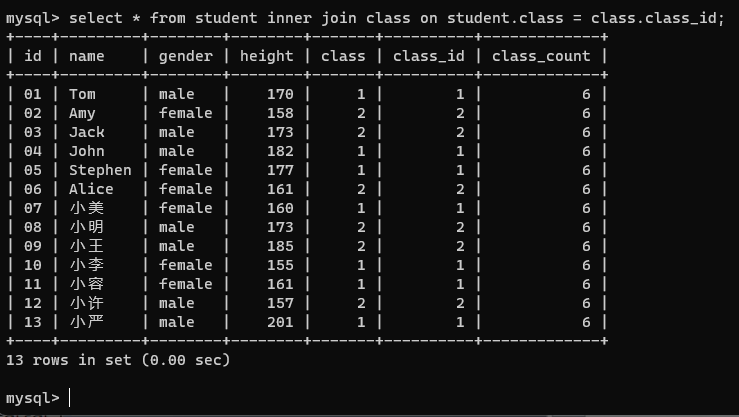 mysql> select * from student inner join class on student.class = class.class_id;
+----+---------+--------+--------+-------+----------+-------------+
| id | name    | gender | height | class | class_id | class_count |
+----+---------+--------+--------+-------+----------+-------------+
| 01 | Tom     | male   |    170 |     1 |        1 |           6 |
| 02 | Amy     | female |    158 |     2 |        2 |           6 |
| 03 | Jack    | male   |    173 |     2 |        2 |           6 |
| 04 | John    | male   |    182 |     1 |        1 |           6 |
| 05 | Stephen | female |    177 |     1 |        1 |           6 |
| 06 | Alice   | female |    161 |     2 |        2 |           6 |
| 07 | 小美    | female |    160 |     1 |        1 |           6 |
| 08 | 小明    | male   |    173 |     2 |        2 |           6 |
| 09 | 小王    | male   |    185 |     2 |        2 |           6 |
| 10 | 小李    | female |    155 |     1 |        1 |           6 |
| 11 | 小容    | female |    161 |     1 |        1 |           6 |
| 12 | 小许    | male   |    157 |     2 |        2 |           6 |
| 13 | 小严    | male   |    201 |     1 |        1 |           6 |
+----+---------+--------+--------+-------+----------+-------------+
13 rows in set (0.00 sec)
mysql>